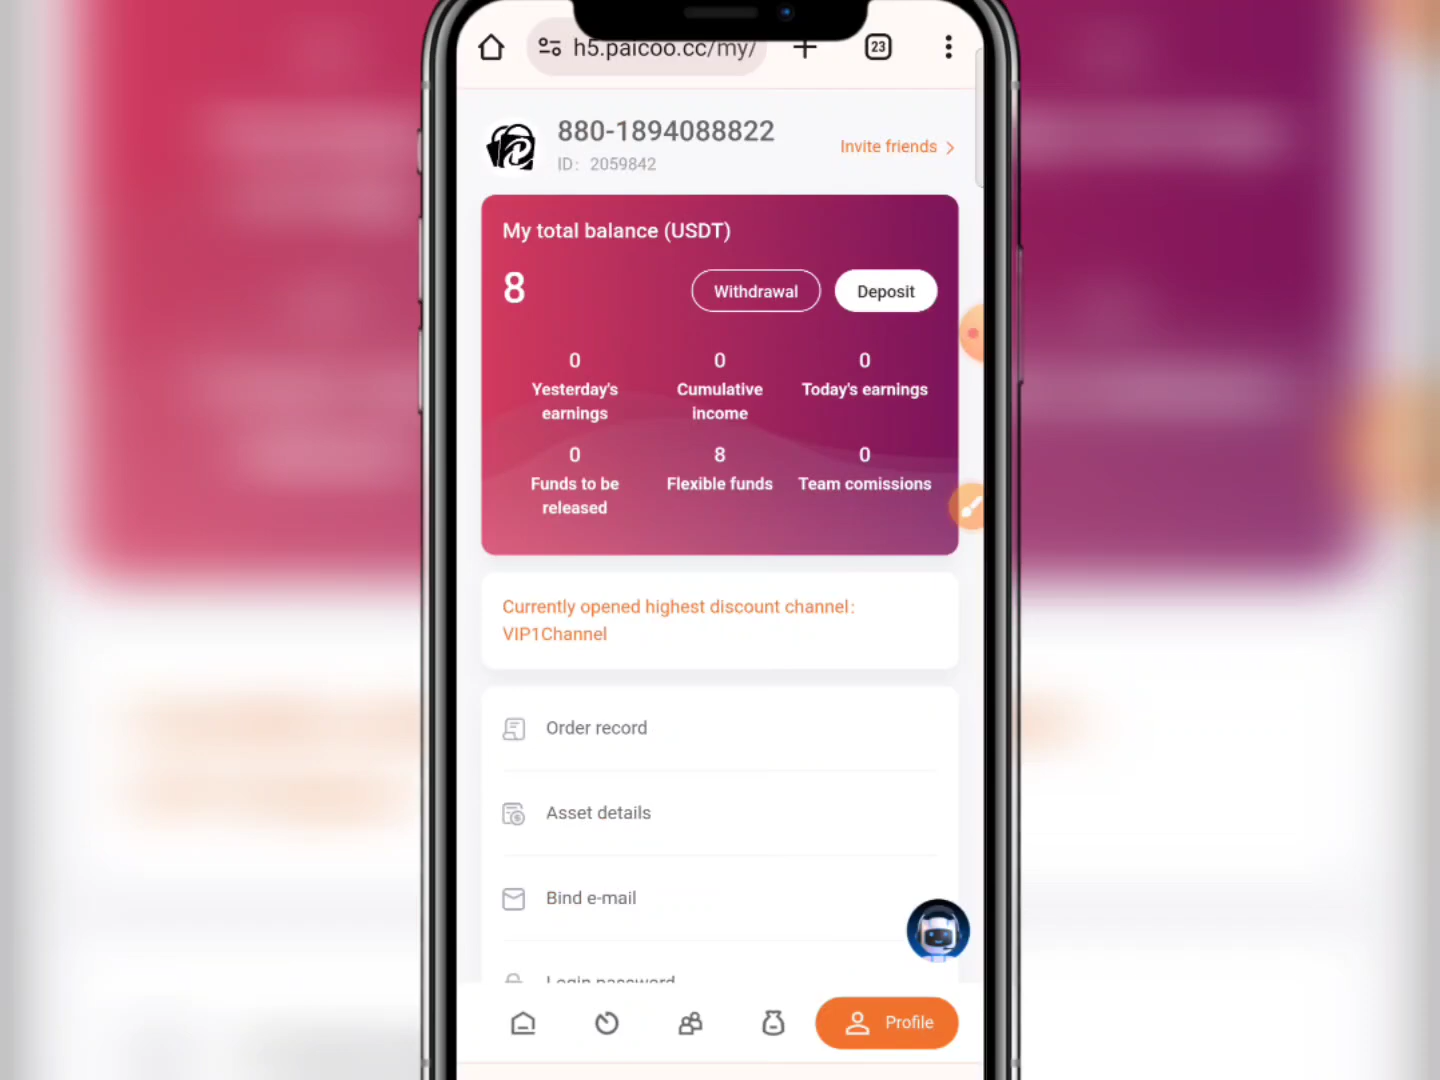 h5.paicoo.cc/my/
23
880-1894088822
ID: 2059842
Invite friends
My total balance (USDT)
8
Withdrawal
Deposit
0
0
0
Yesterday's earnings
Cumulative income
Today's earnings
0
8
0
Funds to be released
Flexible funds
Team comissions
Currently opened highest discount channel:
VIP1Channel
Order record
Asset details
Bind e-mail
Login password
Profile